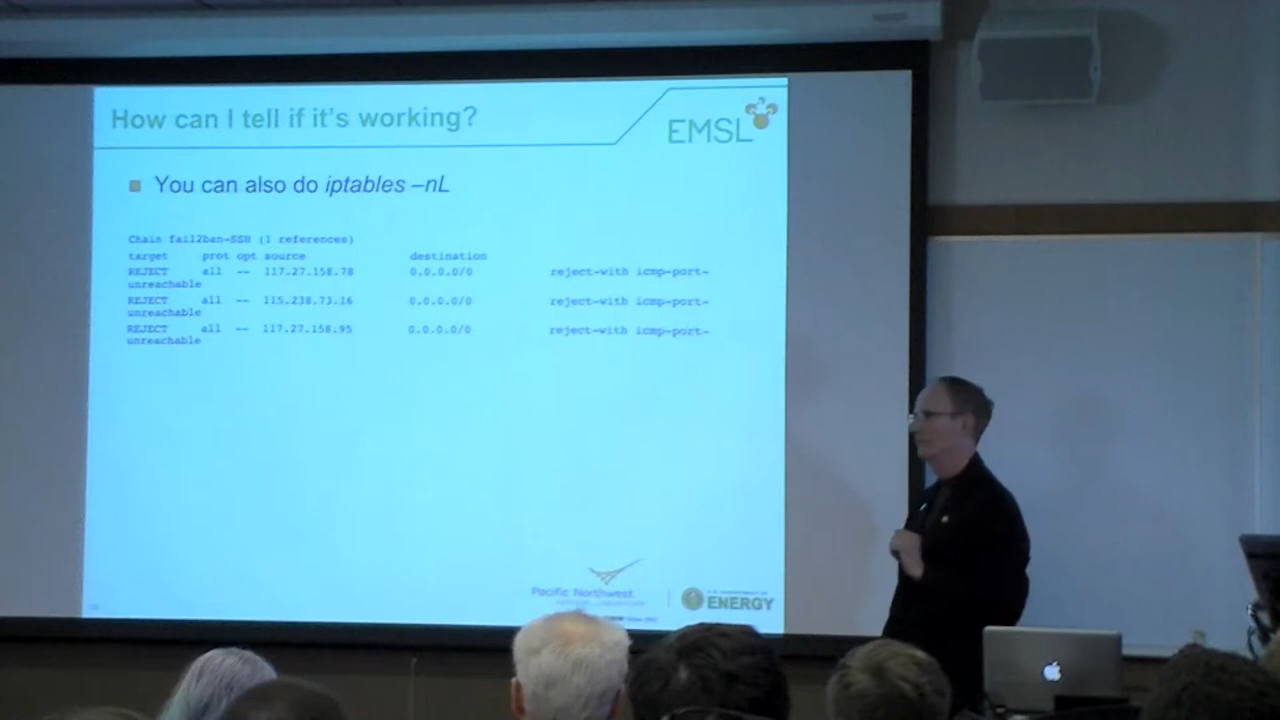 How can I tell if it's working?
EMSL
You can also do iptables –nL
Chain fail2ban-SSH (1 references)
target prot opt source destination
REJECT all -- 117.27.158.78 0.0.0.0/0 reject-with icmp-port-
unreachable
REJECT all -- 115.238.73.16 0.0.0.0/0 reject-with icmp-port-
unreachable
REJECT all -- 117.27.158.95 0.0.0.0/0 reject-with icmp-port-
unreachable
Pacific Northwest
ENERGY